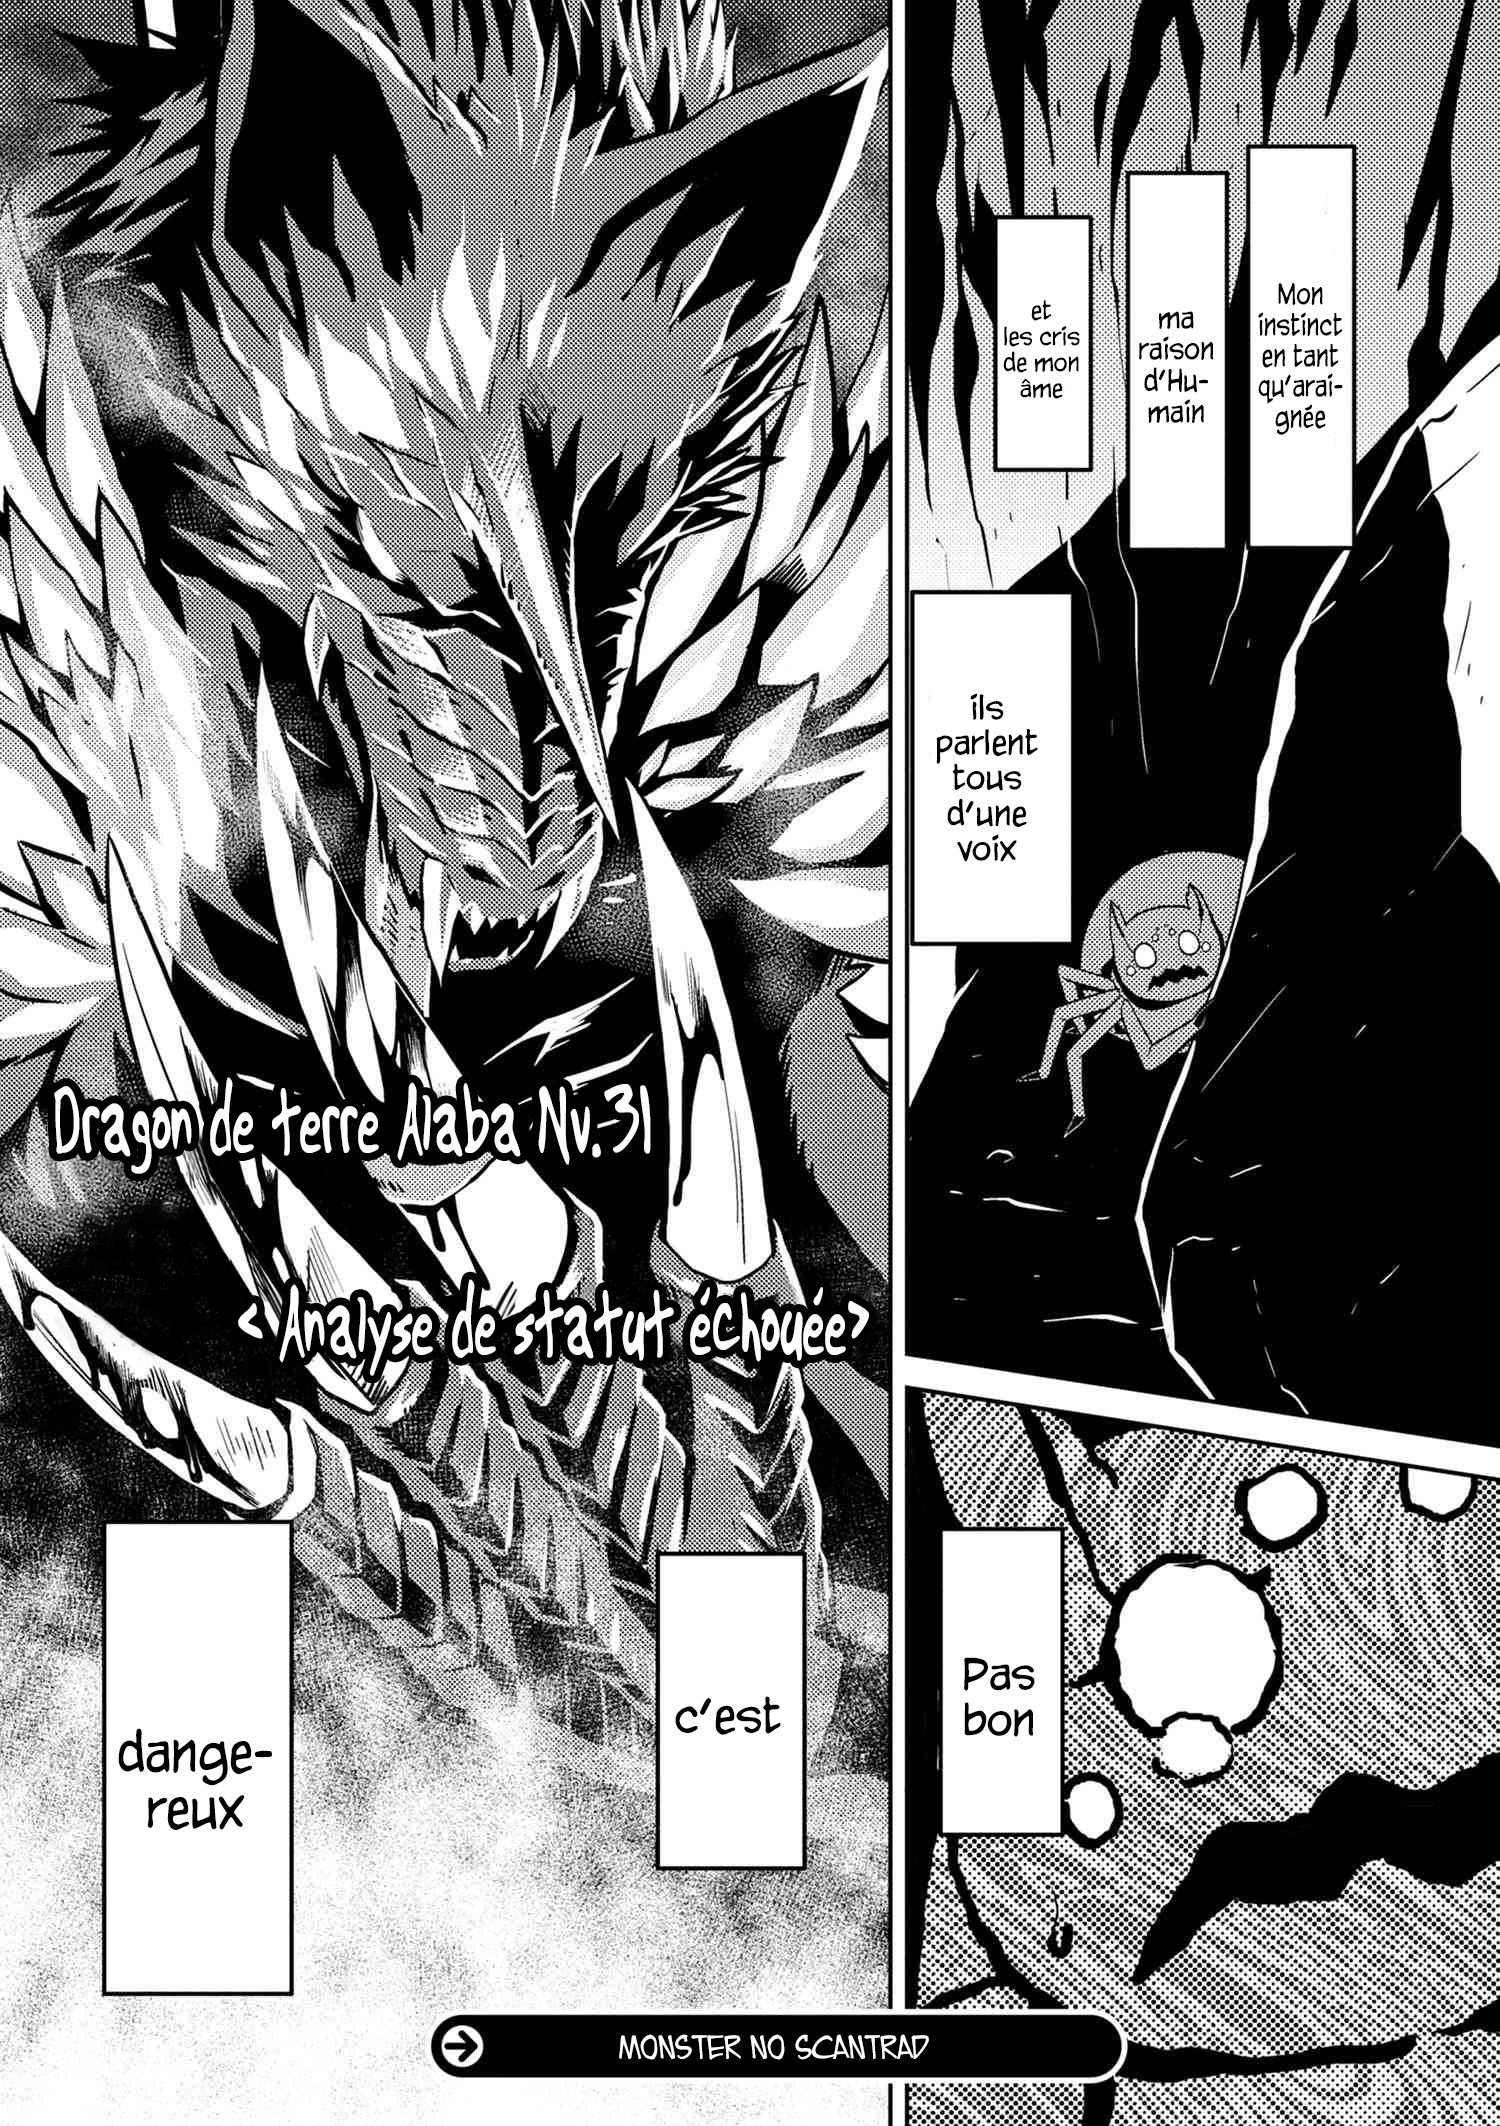 Mon
instinct
en tant
qu'arai-
gnée
ma
raison
d'Hu-
main
et
les cris
de mon
âme
ils
parlent
tous
d'une
voix
Pas
bon
Dragon de terre Alaba Nv.31
< Analyse de statut échouée>
c'est
dange-
reux
MONSTER NO SCANTRAD